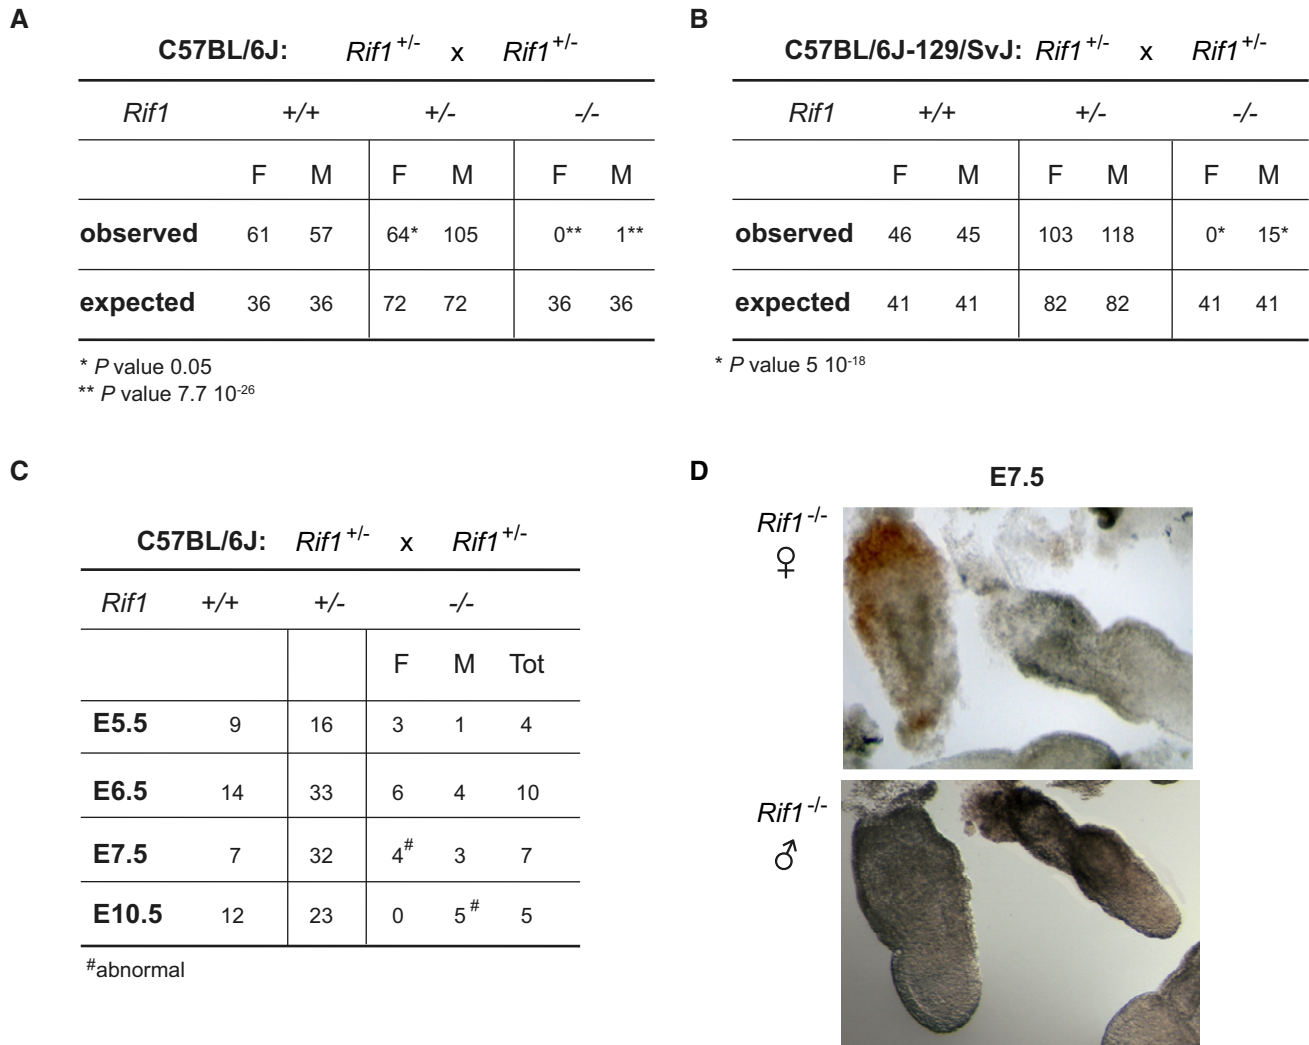 A
C57BL/6J: Rif1+/- x Rif1+/-
Rif1 +/+ +/- -/-
F M F M F M
observed 61 57 64* 105 0** 1**
expected 36 36 72 72 36 36
* P value 0.05
** P value 7.7 10-26
B
C57BL/6J-129/SvJ: Rif1+/- x Rif1+/-
Rif1 +/+ +/- -/-
F M F M F M
observed 46 45 103 118 0* 15*
expected 41 41 82 82 41 41
* P value 5 10-18
C
C57BL/6J: Rif1+/- x Rif1+/-
Rif1 +/+ +/- -/-
F M Tot
E5.5 9 16 3 1 4
E6.5 14 33 6 4 10
E7.5 7 32 4# 3 7
E10.5 12 23 0 5# 5
#abnormal
D
E7.5
Rif1-/-
♀
Rif1-/-
♂